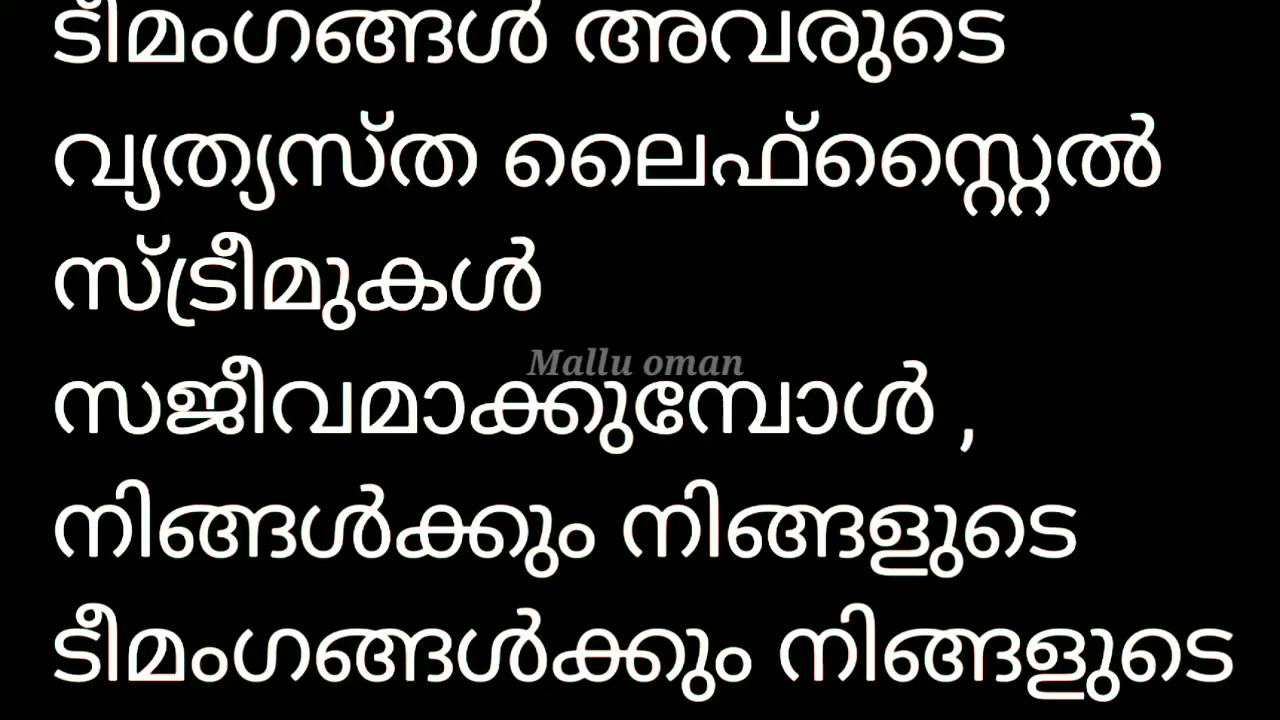 ടീമംഗങ്ങൾ അവരുടെ
വ്യത്യസ്ത ലൈഫ്സ്റ്റൈൽ
സ്ട്രീമുകൾ
Mallu oman
സജീവമാക്കുമ്പോൾ ,
നിങ്ങൾക്കും നിങ്ങളുടെ
ടീമംഗങ്ങൾക്കും നിങ്ങളുടെ